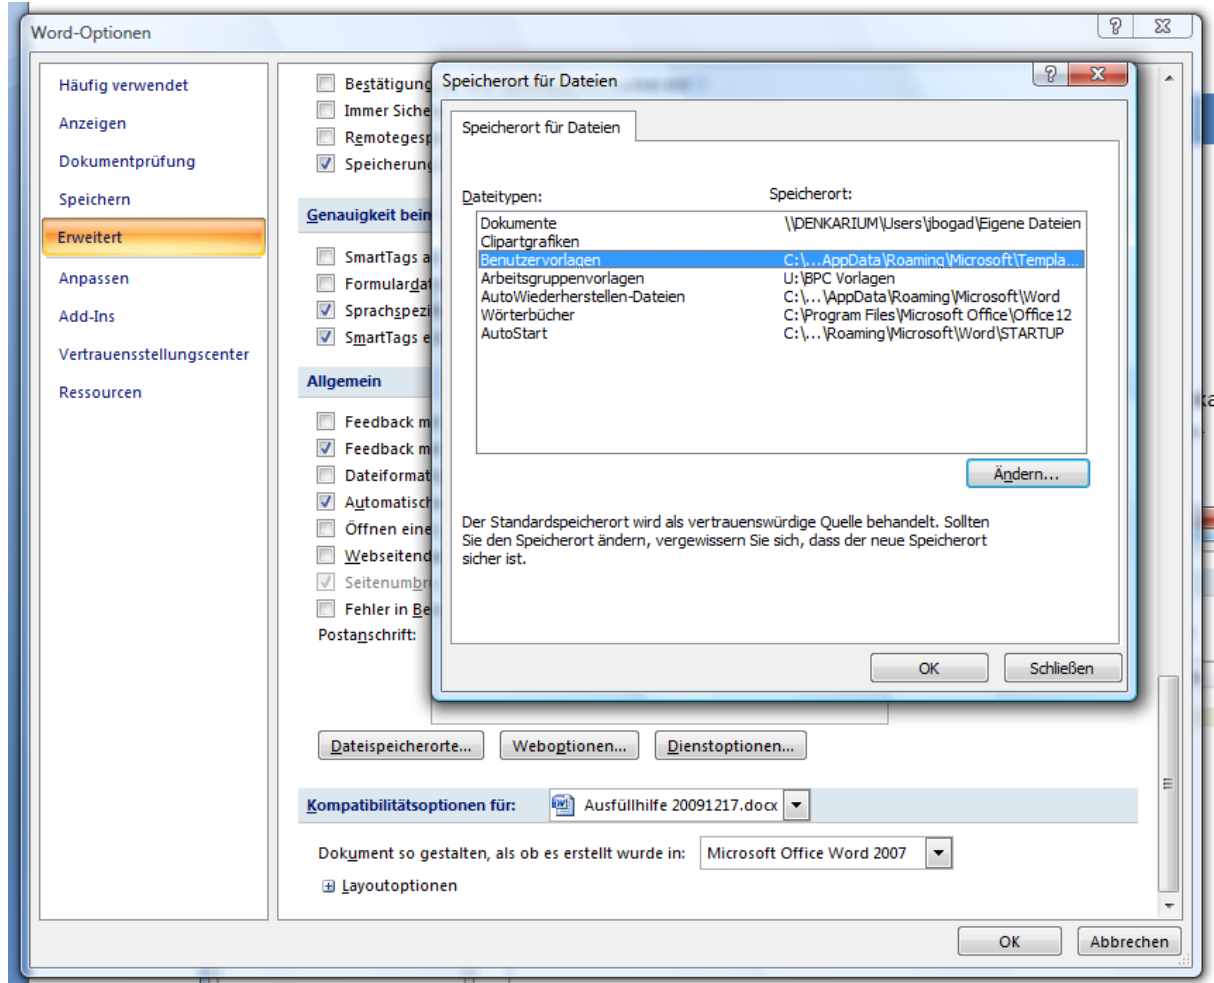 Word-Optionen
Häufig verwendet
Anzeigen
Dokumentprüfung
Speichern
Erweitert
Anpassen
Add-Ins
Vertrauensstellungscenter
Ressourcen
Bestätigung
Immer Siche
Remotegesp
Speicherung
Genauigkeit bein
SmartTags a
Formulardat
Sprachspezi
SmartTags e
Allgemein
Feedback m
Feedback m
Dateiformat
Automatisch
Öffnen eine
Webseitend
Seitenumbr
Fehler in Be
Postanschrift:
Dateispeicherorte... Weboptionen... Dienstoptionen...
Kompatibilitätsoptionen für: Ausfüllhilfe 20091217.docx
Dokument so gestalten, als ob es erstellt wurde in: Microsoft Office Word 2007
Layoutoptionen
OK Abbrechen
Speicherort für Dateien
Speicherort für Dateien
Dateitypen: Speicherort:
Dokumente \\DENKARIUM\Users\jbogad\Eigene Dateien
Clipartgrafiken
Benutzervorlagen C:\...AppData\Roaming\Microsoft\Templa...
Arbeitsgruppenvorlagen U:\BPC Vorlagen
AutoWiederherstellen-Dateien C:\...\AppData\Roaming\Microsoft\Word
Wörterbücher C:\Program Files\Microsoft Office\Office12
AutoStart C:\...\Roaming\Microsoft\Word\STARTUP
Ändern...
Der Standardspeicherort wird als vertrauenswürdige Quelle behandelt. Sollten
Sie den Speicherort ändern, vergewissern Sie sich, dass der neue Speicherort
sicher ist.
OK Schließen